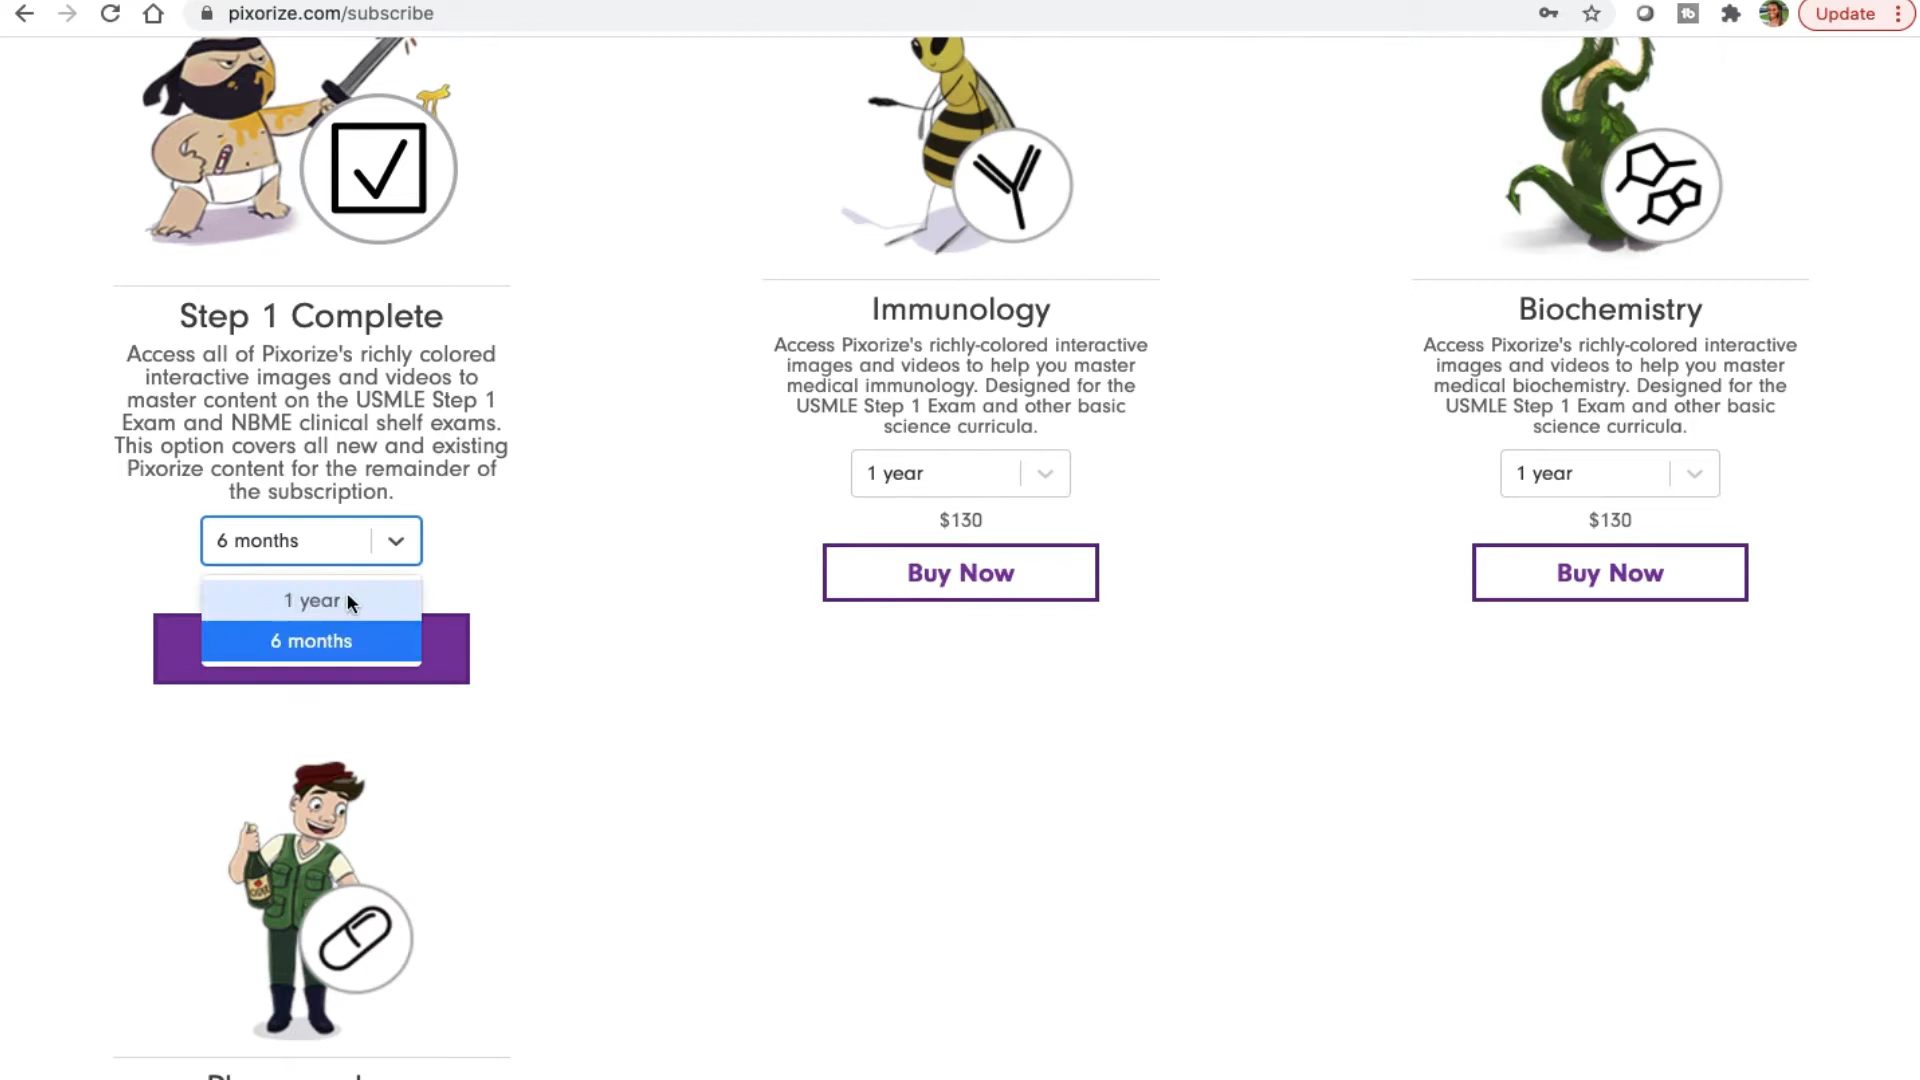 pixorize.com/subscribe
Update
Step 1 Complete
Access all of Pixorize's richly colored
interactive images and videos to
master content on the USMLE Step 1
Exam and NBME clinical shelf exams.
This option covers all new and existing
Pixorize content for the remainder of
the subscription.
6 months
1 year
6 months
Immunology
Access Pixorize's richly-colored interactive
images and videos to help you master
medical immunology. Designed for the
USMLE Step 1 Exam and other basic
science curricula.
1 year
$130
Buy Now
Biochemistry
Access Pixorize's richly-colored interactive
images and videos to help you master
medical biochemistry. Designed for the
USMLE Step 1 Exam and other basic
science curricula.
1 year
$130
Buy Now